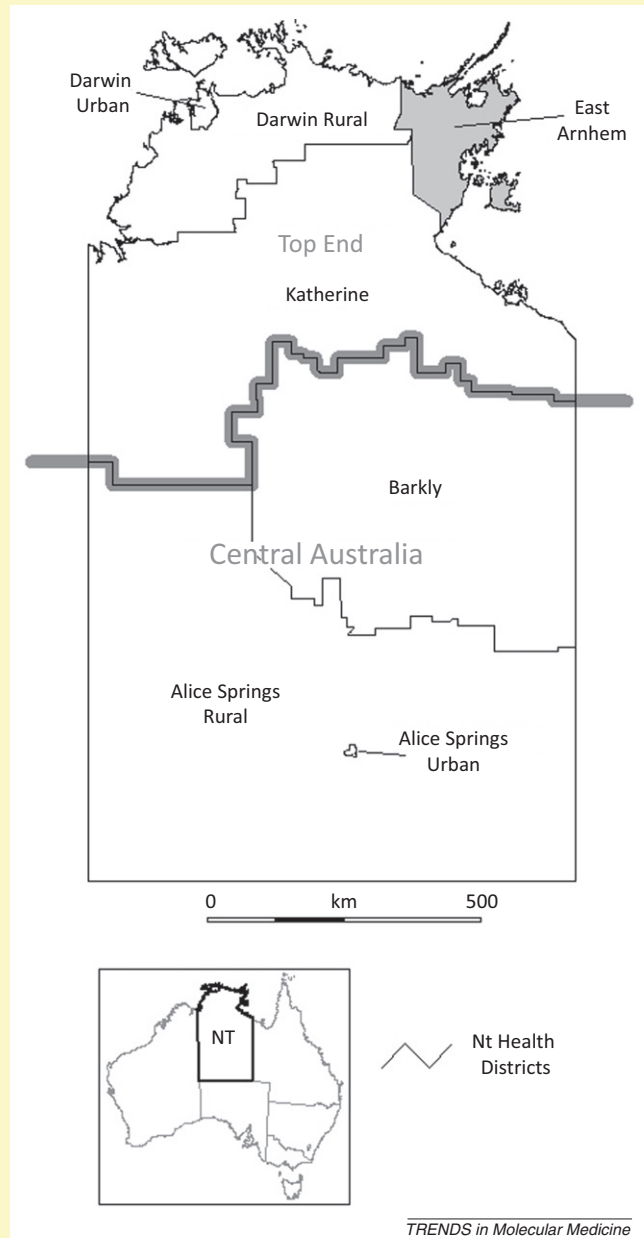 Darwin
Urban
Darwin Rural
East
Arnhem
Top End
Katherine
Barkly
Central Australia
Alice Springs
Rural
Alice Springs
Urban
0 km 500
NT
Nt Health
Districts
TRENDS in Molecular Medicine